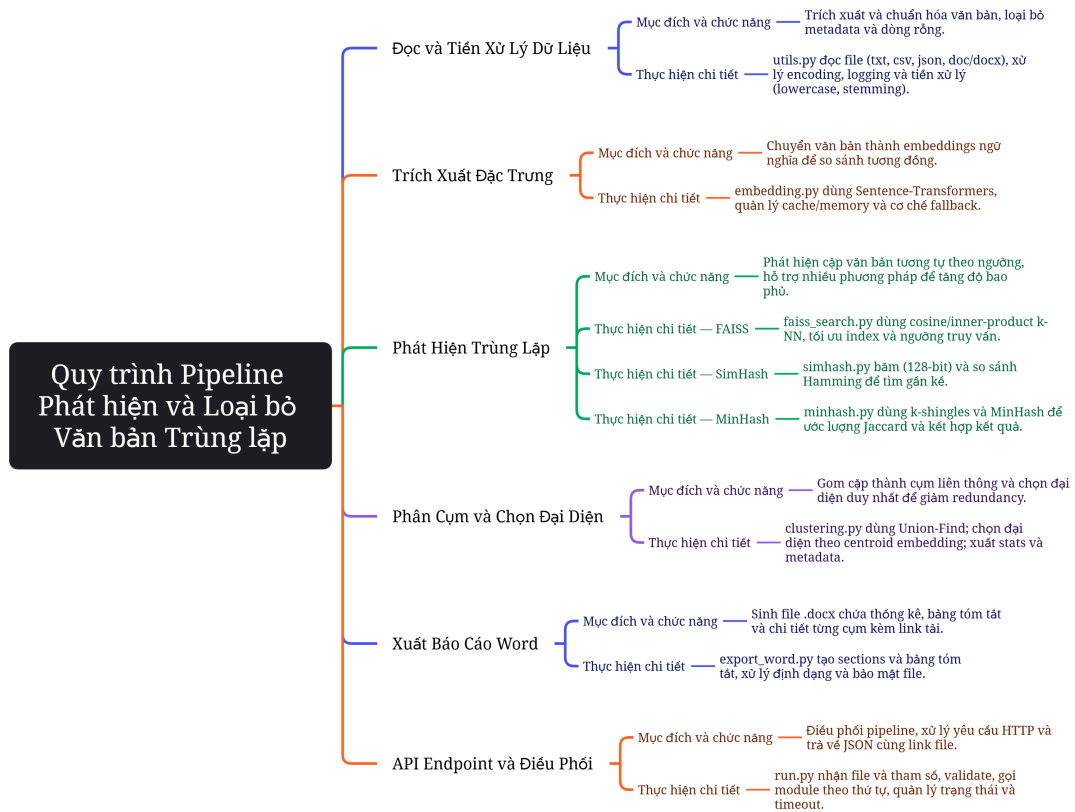 Quy trình Pipeline
Phát hiện và Loại bỏ
Văn bản Trùng lặp
Đọc và Tiền Xử Lý Dữ Liệu
Mục đích và chức năng
Trích xuất và chuẩn hóa văn bản, loại bỏ
metadata và dòng rỗng.
Thực hiện chi tiết
utils.py đọc file (txt, csv, json, doc/docx), xử
lý encoding, logging và tiền xử lý
(lowercase, stemming).
Trích Xuất Đặc Trưng
Mục đích và chức năng
Chuyển văn bản thành embeddings ngữ
nghĩa để so sánh tương đồng.
Thực hiện chi tiết
embedding.py dùng Sentence-Transformers,
quản lý cache/memory và cơ chế fallback.
Phát Hiện Trùng Lặp
Mục đích và chức năng
Phát hiện cặp văn bản tương tự theo ngưỡng,
hỗ trợ nhiều phương pháp để tăng độ bao
phủ.
Thực hiện chi tiết — FAISS
faiss_search.py dùng cosine/inner-product k-
NN, tối ưu index và ngưỡng truy vấn.
Thực hiện chi tiết — SimHash
simhash.py băm (128-bit) và so sánh
Hamming để tìm gần kề.
Thực hiện chi tiết — MinHash
minhash.py dùng k-shingles và MinHash để
ước lượng Jaccard và kết hợp kết quả.
Phân Cụm và Chọn Đại Diện
Mục đích và chức năng
Gom cặp thành cụm liên thông và chọn đại
diện duy nhất để giảm redundancy.
Thực hiện chi tiết
clustering.py dùng Union-Find; chọn đại
diện theo centroid embedding; xuất stats và
metadata.
Xuất Báo Cáo Word
Mục đích và chức năng
Sinh file .docx chứa thống kê, bảng tóm tắt
và chi tiết từng cụm kèm link tải.
Thực hiện chi tiết
export_word.py tạo sections và bảng tóm
tắt, xử lý định dạng và bảo mật file.
API Endpoint và Điều Phối
Mục đích và chức năng
Điều phối pipeline, xử lý yêu cầu HTTP và
trả về JSON cùng link file.
Thực hiện chi tiết
run.py nhận file và tham số, validate, gọi
module theo thứ tự, quản lý trạng thái và
timeout.